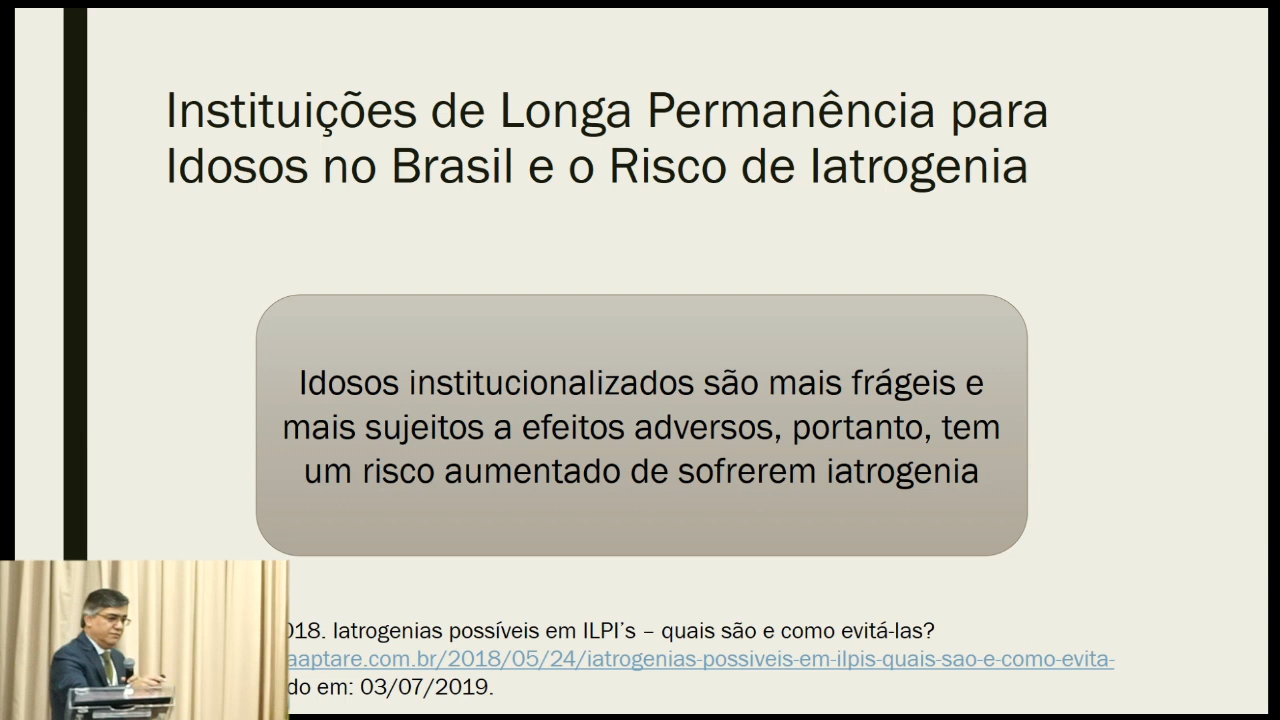 Instituições de Longa Permanência para
Idosos no Brasil e o Risco de Iatrogenia
Idosos institucionalizados são mais frágeis e
mais sujeitos a efeitos adversos, portanto, tem
um risco aumentado de sofrerem iatrogenia
018. Iatrogenias possíveis em ILPI’s – quais são e como evitá-las?
aaptare.com.br/2018/05/24/iatrogenias-possiveis-em-ilpis-quais-sao-e-como-evita-
do em: 03/07/2019.